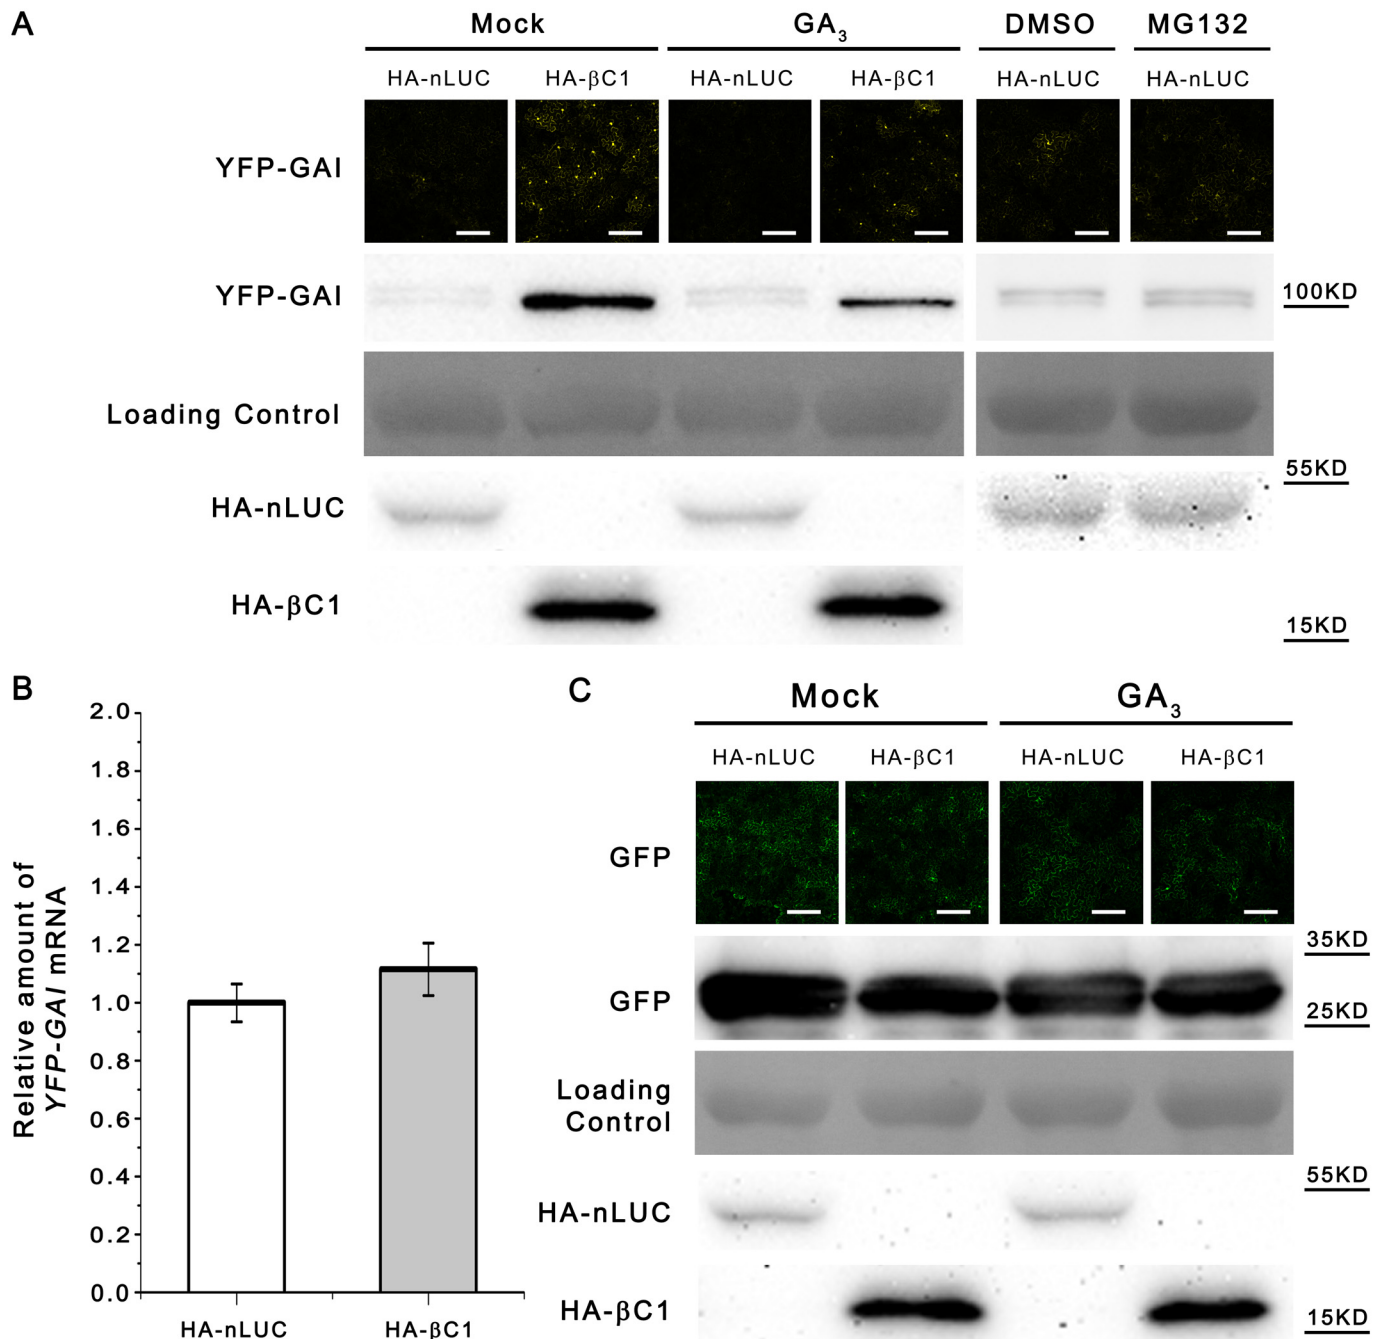 A
Mock GA3 DMSO MG132
HA-nLUC HA-βC1 HA-nLUC HA-βC1 HA-nLUC HA-nLUC
YFP-GAI
YFP-GAI 100KD
Loading Control
55KD
HA-nLUC
HA-βC1
15KD
B
Relative amount of
YFP-GAI mRNA
2.0
1.8
1.6
1.4
1.2
1.0
0.8
0.6
0.4
0.2
0.0
HA-nLUC HA-βC1
C
Mock GA3
HA-nLUC HA-βC1 HA-nLUC HA-βC1
GFP
35KD
GFP
25KD
Loading
Control
55KD
HA-nLUC
HA-βC1
15KD